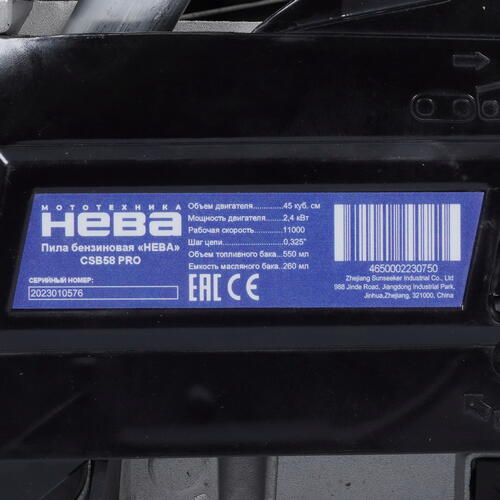 МОТОТЕХНИКА
НЕВА
Пила бензиновая «НЕВА»
CSB58 PRO
СЕРИЙНЫЙ НОМЕР:
2023010576
Объем двигателя..............45 куб. см
Мощность двигателя.......2,4 кВт
Рабочая скорость.............11000
Шаг цепи...........................0,325"
Объем топливного бака...550 мл
Емкость масляного бака...260 мл
EAC CE
4650002230750
Zhejiang Sunseeker Industrial Co., Ltd
988 Jinde Road, Jiangdong Industrial Park,
Jinhua,Zhejiang, 321000, China